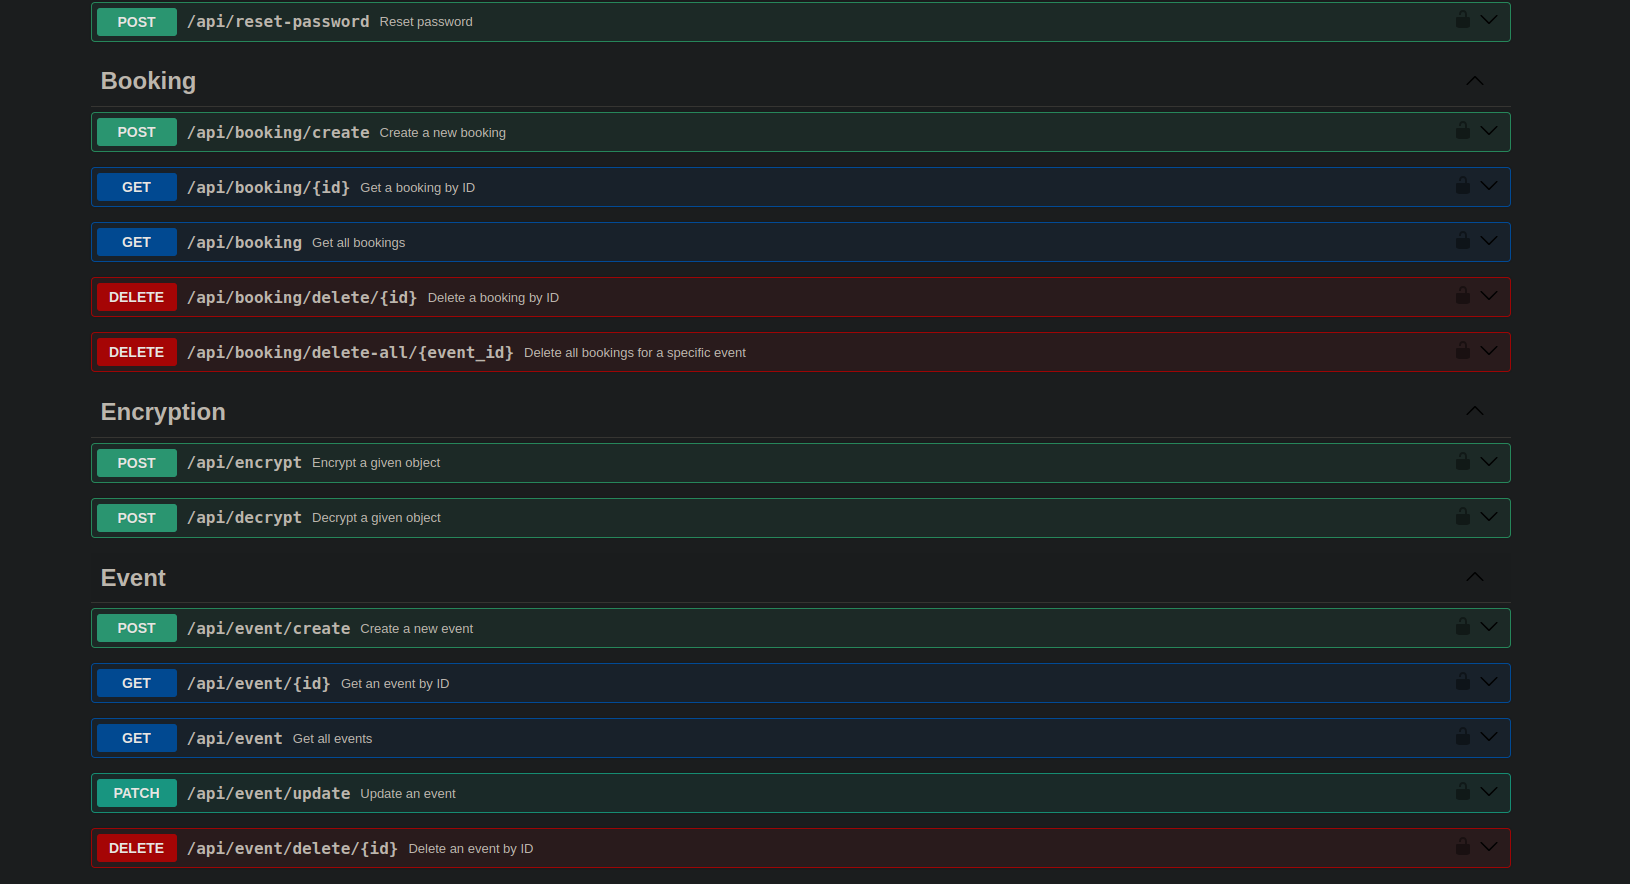 POST /api/reset-password Reset password
Booking
POST /api/booking/create Create a new booking
GET /api/booking/{id} Get a booking by ID
GET /api/booking Get all bookings
DELETE /api/booking/delete/{id} Delete a booking by ID
DELETE /api/booking/delete-all/{event_id} Delete all bookings for a specific event
Encryption
POST /api/encrypt Encrypt a given object
POST /api/decrypt Decrypt a given object
Event
POST /api/event/create Create a new event
GET /api/event/{id} Get an event by ID
GET /api/event Get all events
PATCH /api/event/update Update an event
DELETE /api/event/delete/{id} Delete an event by ID